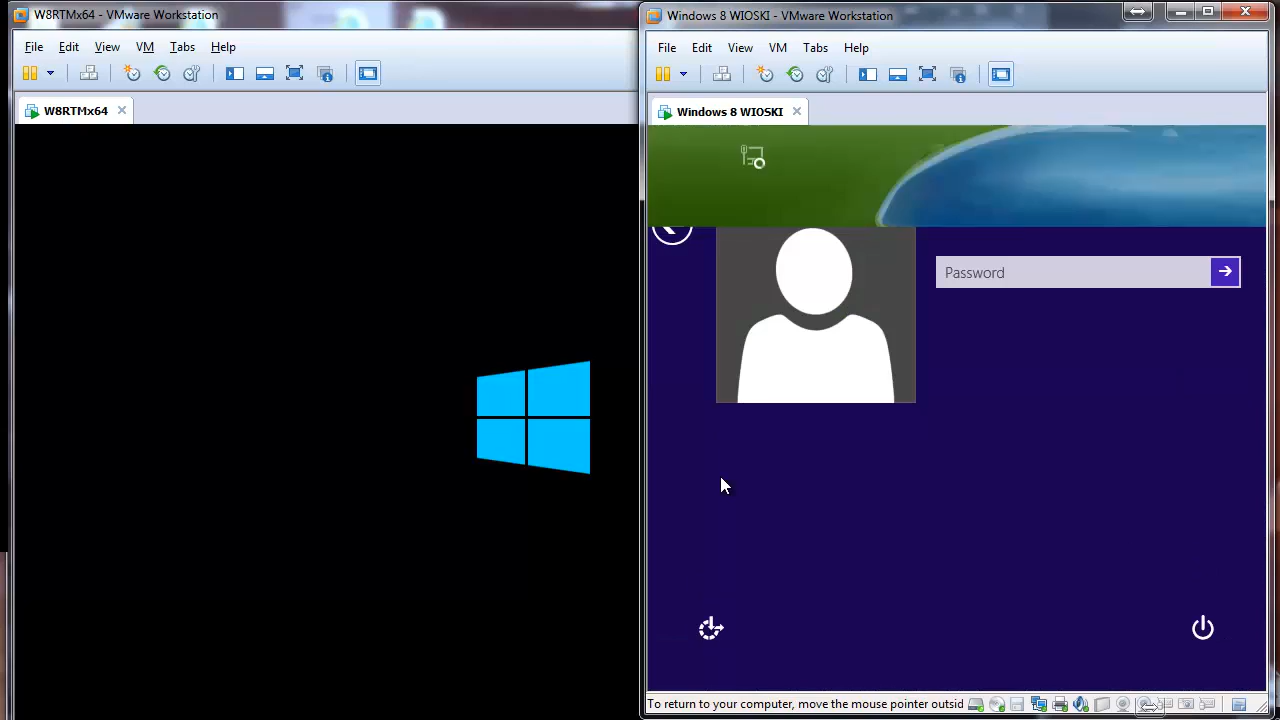 W8RTMx64 - VMware Workstation
File Edit View VM Tabs Help
W8RTMx64
Windows 8 WIOSKI - VMware Workstation
File Edit View VM Tabs Help
Windows 8 WIOSKI
Password
To return to your computer, move the mouse pointer outsid